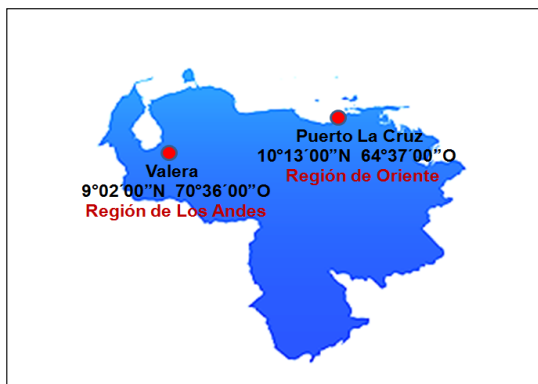 Puerto La Cruz
10°13´00”N  64°37´00”O
Región de Oriente
Valera
9°02´00”N  70°36´00”O
Región de Los Andes